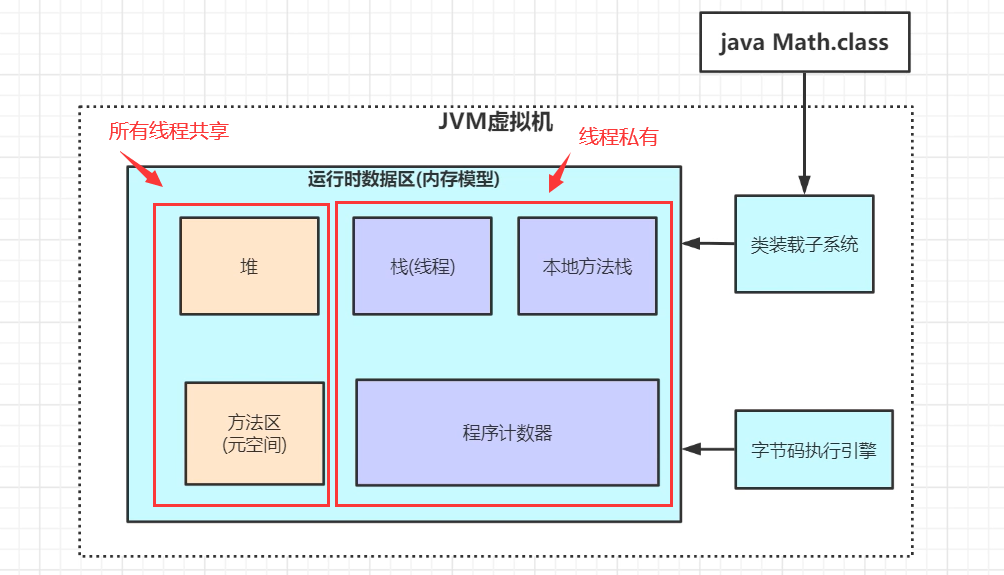 java Math.class
JVM虚拟机
所有线程共享
线程私有
运行时数据区(内存模型)
堆
栈(线程)
本地方法栈
类装载子系统
方法区
(元空间)
程序计数器
字节码执行引擎